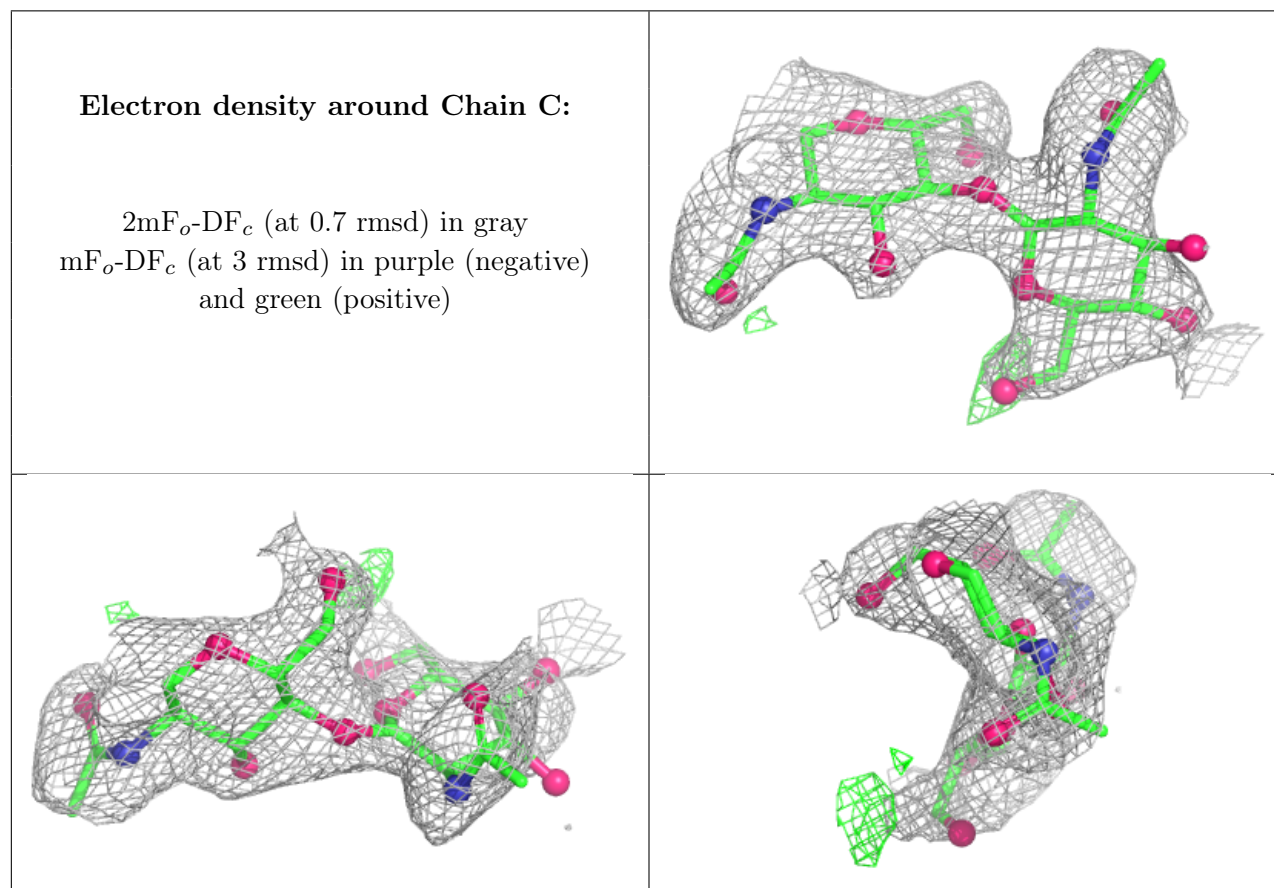 Electron density around Chain C:
2mFₒ-DF𝒸 (at 0.7 rmsd) in gray
mFₒ-DF𝒸 (at 3 rmsd) in purple (negative)
and green (positive)